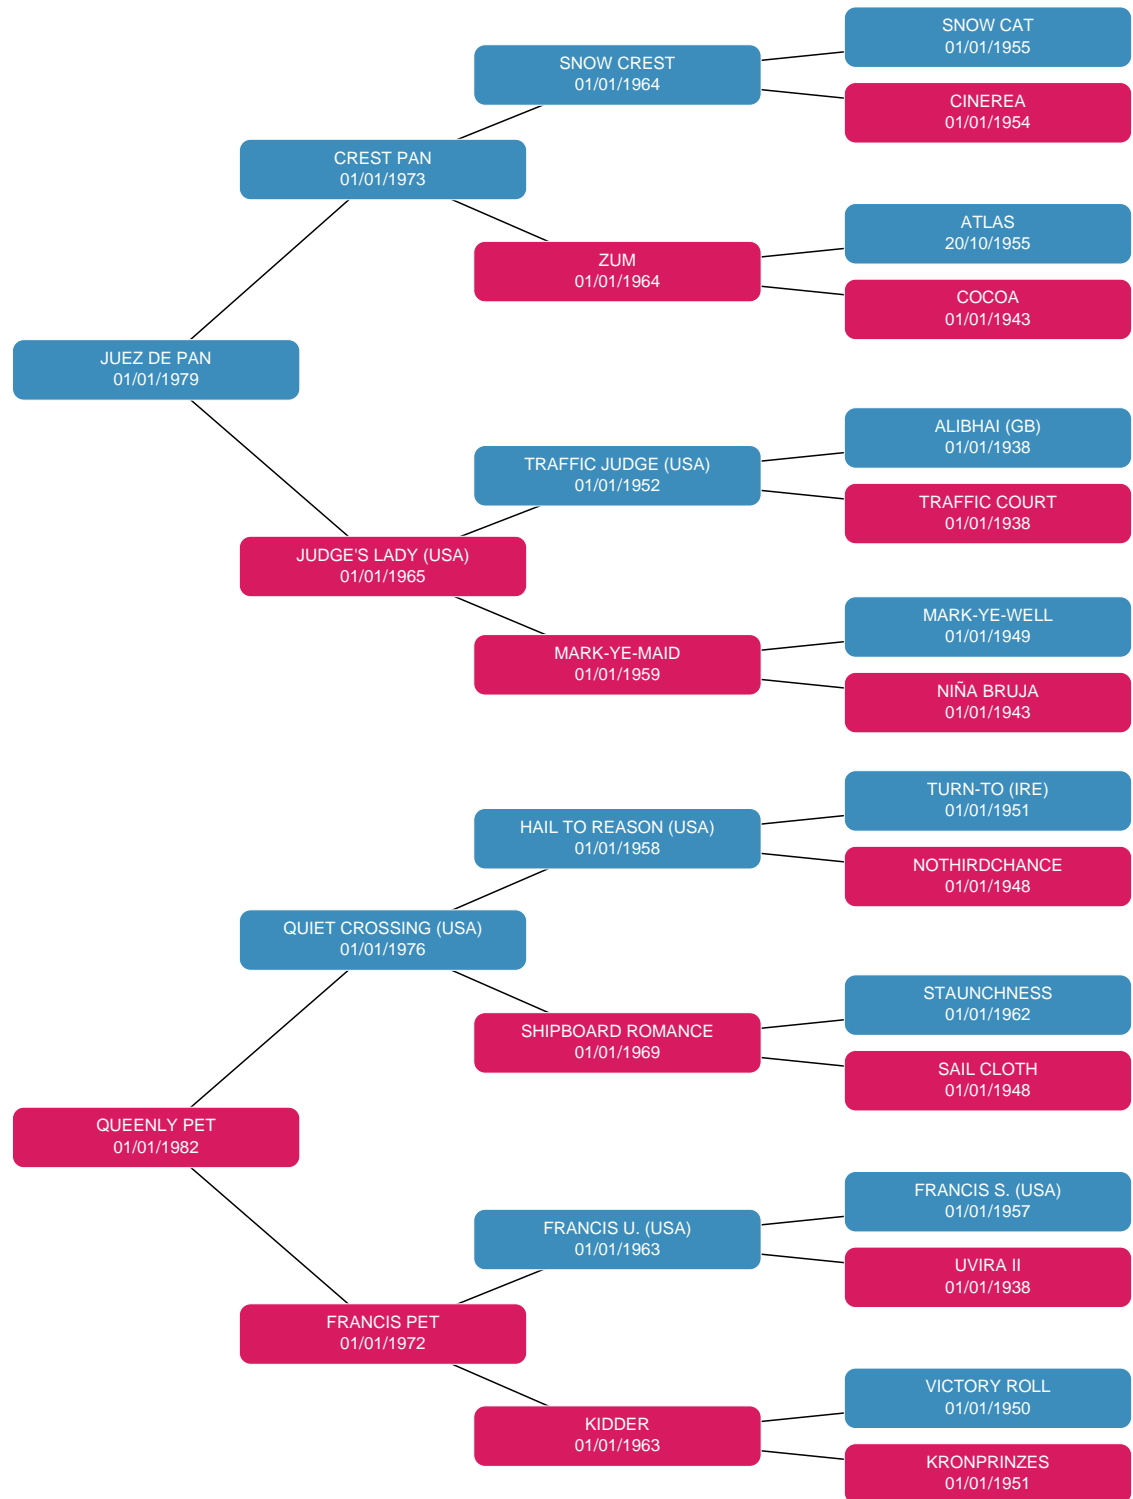 SNOW CAT
01/01/1955
SNOW CREST
01/01/1964
CINEREA
01/01/1954
CREST PAN
01/01/1973
ATLAS
20/10/1955
ZUM
01/01/1964
COCOA
01/01/1943
JUEZ DE PAN
01/01/1979
ALIBHAI (GB)
01/01/1938
TRAFFIC JUDGE (USA)
01/01/1952
TRAFFIC COURT
01/01/1938
JUDGE'S LADY (USA)
01/01/1965
MARK-YE-WELL
01/01/1949
MARK-YE-MAID
01/01/1959
NIÑA BRUJA
01/01/1943
TURN-TO (IRE)
01/01/1951
HAIL TO REASON (USA)
01/01/1958
NOTHIRDCHANCE
01/01/1948
QUIET CROSSING (USA)
01/01/1976
STAUNCHNESS
01/01/1962
SHIPBOARD ROMANCE
01/01/1969
SAIL CLOTH
01/01/1948
QUEENLY PET
01/01/1982
FRANCIS S. (USA)
01/01/1957
FRANCIS U. (USA)
01/01/1963
UVIRA II
01/01/1938
FRANCIS PET
01/01/1972
VICTORY ROLL
01/01/1950
KIDDER
01/01/1963
KRONPRINZES
01/01/1951